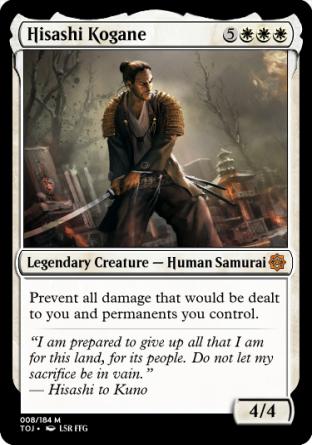 Hisashi Kogane 5
Legendary Creature — Human Samurai
Prevent all damage that would be dealt
to you and permanents you control.
“I am prepared to give up all that I am
for this land, for its people. Do not let my
sacrifice be in vain.”
— Hisashi to Kuno
4/4
008/184 M
TOJ • LSR FFG